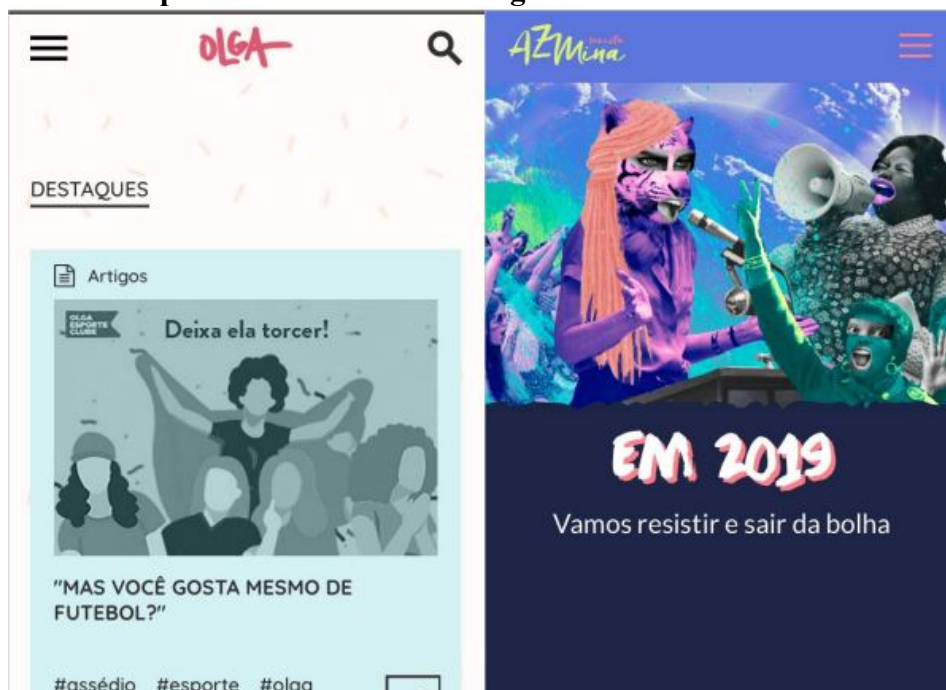 OLGA
DESTAQUES
Artigos
OLGA
ESPORTE
CLUBE
Deixa ela torcer!
"MAS VOCÊ GOSTA MESMO DE
FUTEBOL?"
#assédio #esporte #olga
revista
AZMina
EM 2019
Vamos resistir e sair da bolha